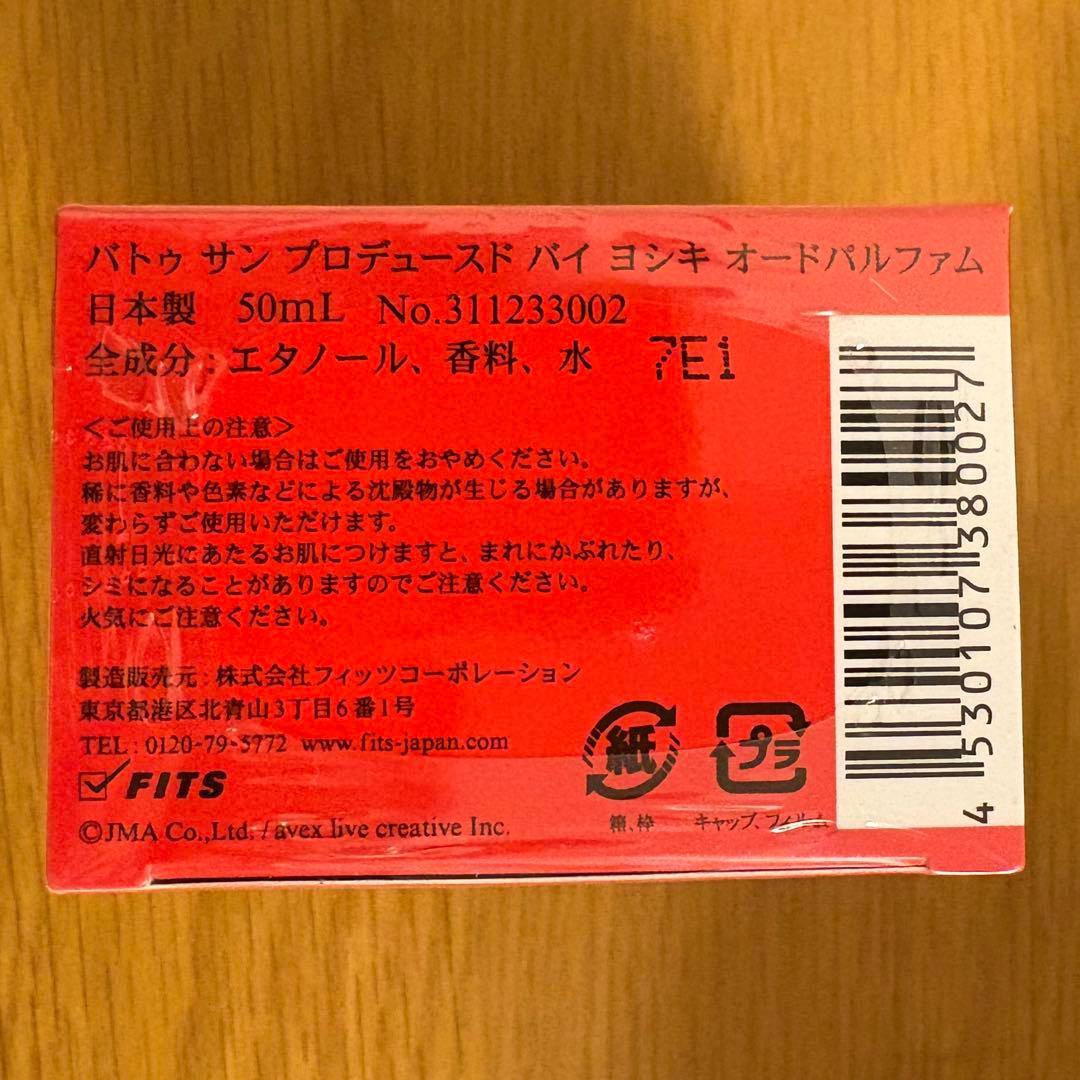 バトゥ サン プロデュースド バイ ヨシキ オードパルファム
日本製 50mL No.311233002
全成分:エタノール、香料、水 7E1
<ご使用上の注意>
お肌に合わない場合はご使用をおやめください。
稀に香料や色素などによる沈殿物が生じる場合がありますが、
変わらずご使用いただけます。
直射日光にあたるお肌につけますと、まれにかぶれたり、
シミになることがありますのでご注意ください。
火気にご注意ください。
製造販売元:株式会社フィッツコーポレーション
東京都港区北青山3丁目6番1号
TEL:0120-79-5772 www.fits-japan.com
FITS
©JMA Co.,Ltd. / avex live creative Inc.
紙
箱、枠
プラ
キャップ、フィルム
4530107380027